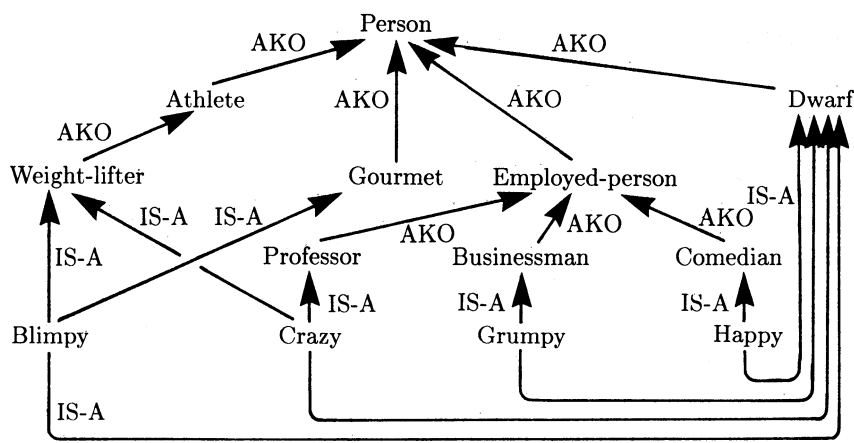 Person
AKO
AKO
Athlete
AKO
AKO
Dwarf
AKO
Weight-lifter
Gourmet
Employed-person
IS-A
IS-A
IS-A
AKO
AKO
AKO
IS-A
Professor
Businessman
Comedian
IS-A
IS-A
IS-A
Blimpy
Crazy
Grumpy
Happy
IS-A